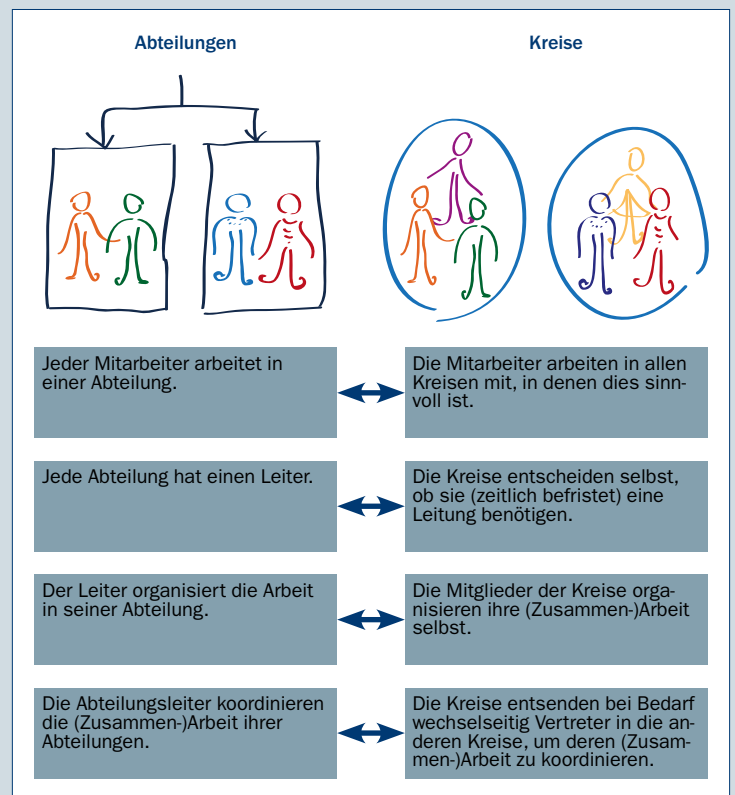 Abteilungen
Kreise
Jeder Mitarbeiter arbeitet in
einer Abteilung.
Die Mitarbeiter arbeiten in allen
Kreisen mit, in denen dies sinn-
voll ist.
Jede Abteilung hat einen Leiter.
Die Kreise entscheiden selbst,
ob sie (zeitlich befristet) eine
Leitung benötigen.
Der Leiter organisiert die Arbeit
in seiner Abteilung.
Die Mitglieder der Kreise orga-
nisieren ihre (Zusammen-)Arbeit
selbst.
Die Abteilungsleiter koordinieren
die (Zusammen-)Arbeit ihrer
Abteilungen.
Die Kreise entsenden bei Bedarf
wechselseitig Vertreter in die an-
deren Kreise, um deren (Zusam-
men-)Arbeit zu koordinieren.